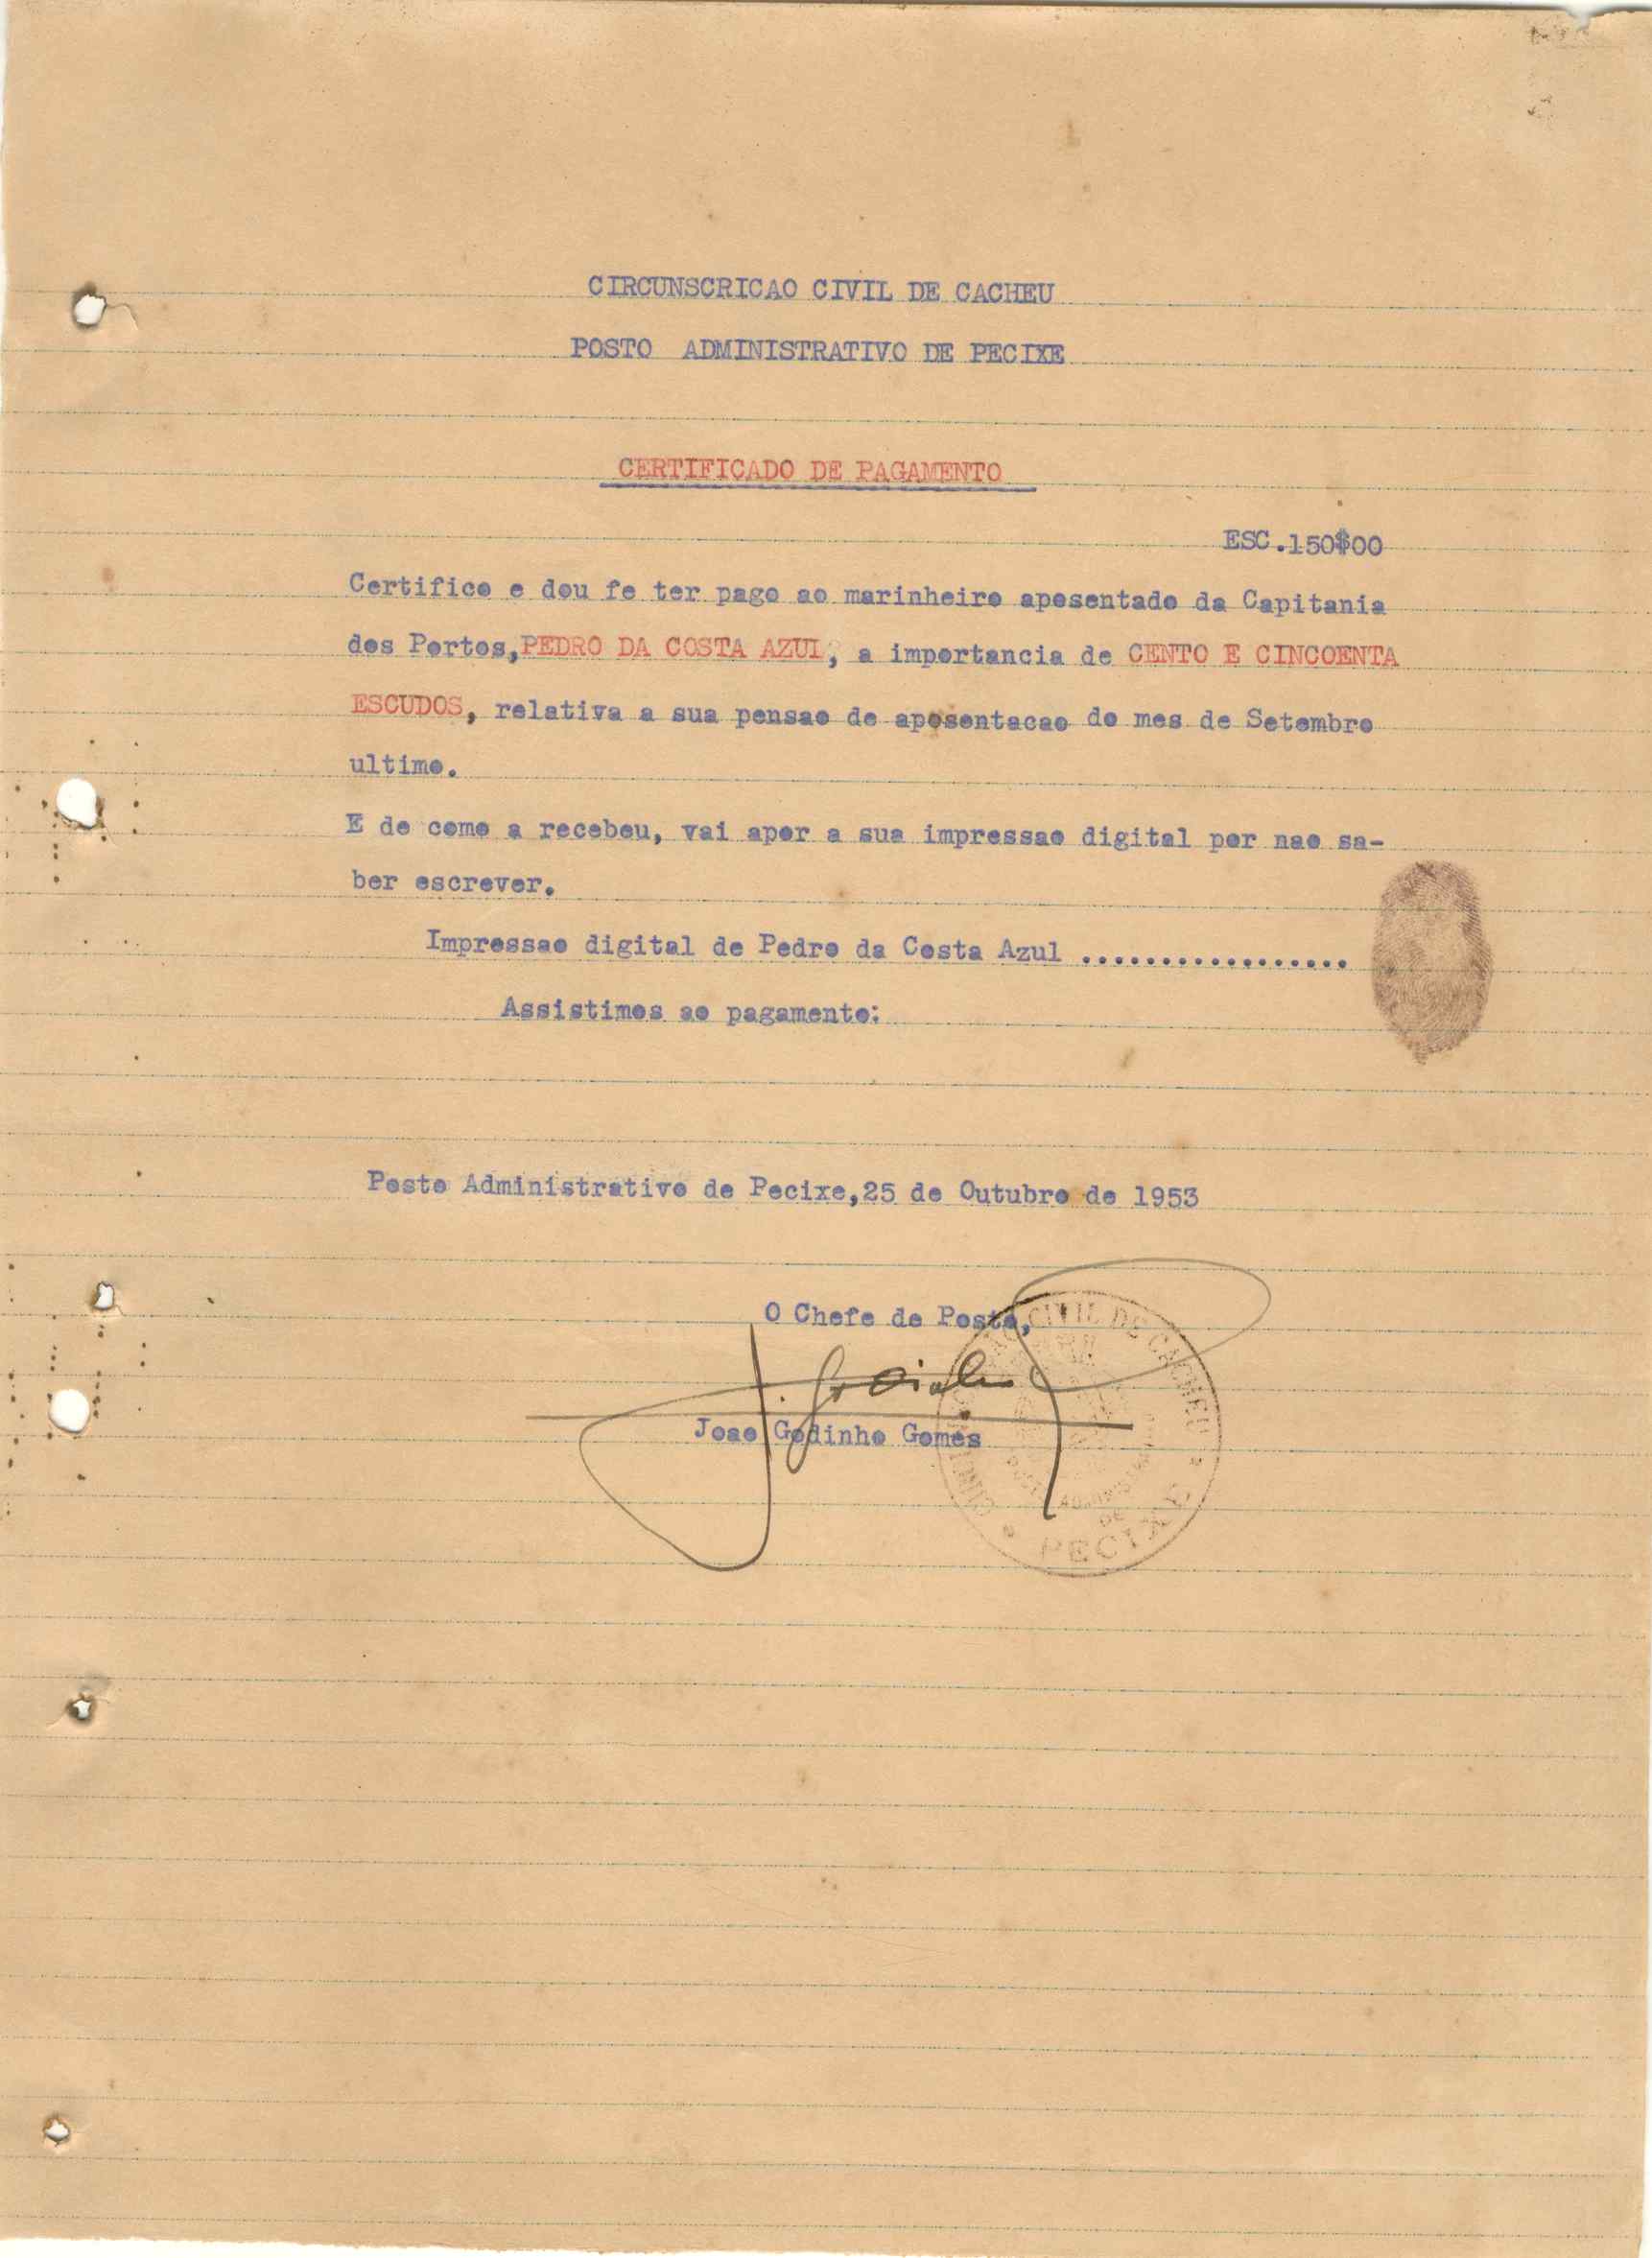 CIRCUNSCRICAO CIVIL DE CACHEU
POSTO ADMINISTRATIVO DE PECIXE
CERTIFICADO DE PAGAMENTO
ESC.150$00
Certifico e dou fe ter pago ao marinheiro aposentado da Capitania
dos Portos, PEDRO DA COSTA AZUL, a importancia de CENTO E CINCOENTA
ESCUDOS, relativa a sua pensao de aposentacao do mes de Setembro
ultimo.
E de como a recebeu, vai apor a sua impressao digital por nao sa-
ber escrever.
Impressao digital de Pedro da Costa Azul .................
Assistimos ao pagamento:
Posto Administrativo de Pecixe,25 de Outubro de 1953
O Chefe de Posto,
Joao Godinho Gomes
CIVIL DE CACHEU
DE
PECIXE